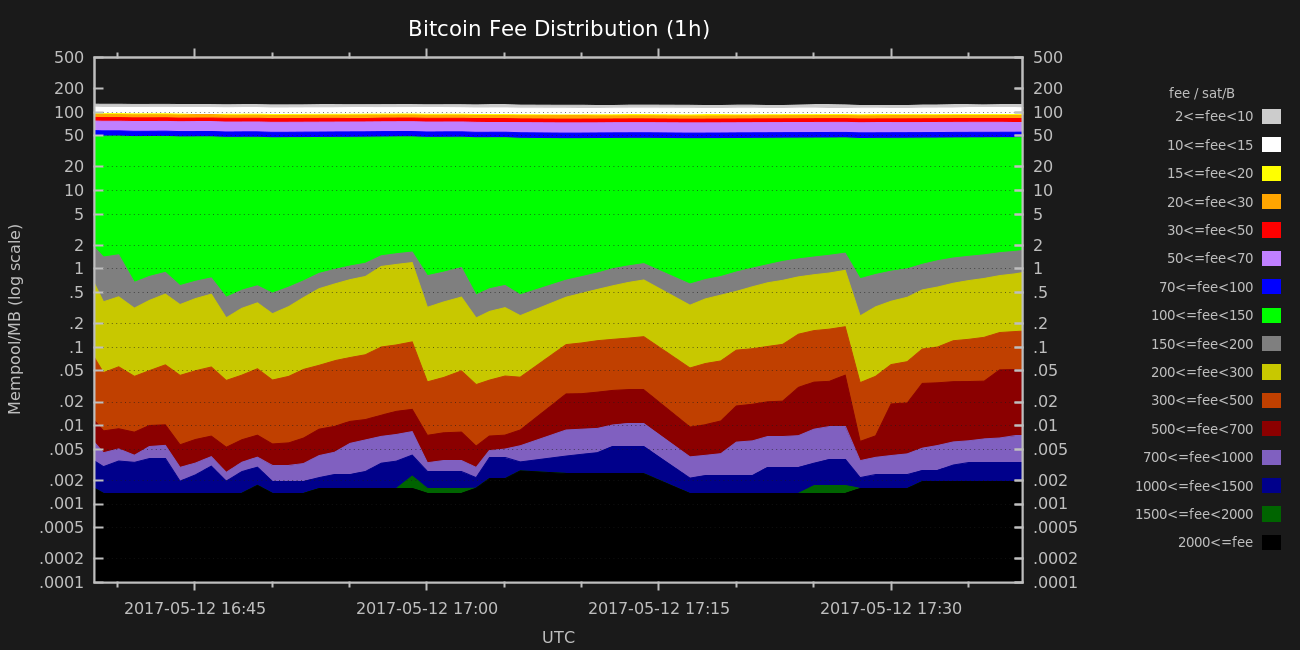 Bitcoin Fee Distribution (1h)
500
200
100
50
20
10
5
2
1
.5
.2
.1
.05
.02
.01
.005
.002
.001
.0005
.0002
.0001
Mempool/MB (log scale)
500
200
100
50
20
10
5
2
1
.5
.2
.1
.05
.02
.01
.005
.002
.001
.0005
.0002
.0001
2017-05-12 16:45 2017-05-12 17:00 2017-05-12 17:15 2017-05-12 17:30
UTC
fee / sat/B
2<=fee<10
10<=fee<15
15<=fee<20
20<=fee<30
30<=fee<50
50<=fee<70
70<=fee<100
100<=fee<150
150<=fee<200
200<=fee<300
300<=fee<500
500<=fee<700
700<=fee<1000
1000<=fee<1500
1500<=fee<2000
2000<=fee